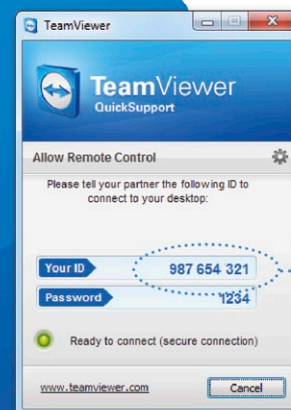 TeamViewer
TeamViewer
QuickSupport
Allow Remote Control
Please tell your partner the following ID to
connect to your desktop:
Your ID 987 654 321
Password 1234
Ready to connect (secure connection)
www.teamviewer.com Cancel